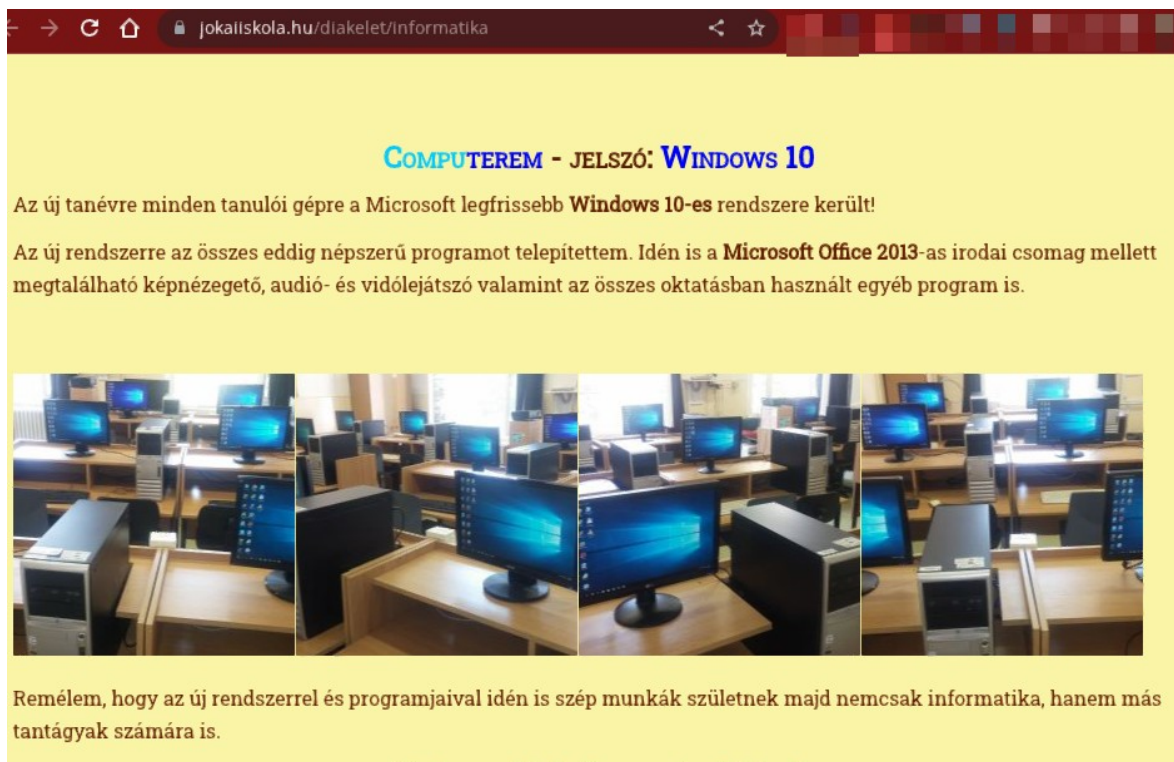 jokaiiskola.hu/diakelet/informatika
Computerem - jelszó: Windows 10
Az új tanévre minden tanulói gépre a Microsoft legfrissebb Windows 10-es rendszere került!
Az új rendszerre az összes eddig népszerű programot telepítettem. Idén is a Microsoft Office 2013-as irodai csomag mellett
megtalálható képnézegető, audió- és vidólejátszó valamint az összes oktatásban használt egyéb program is.
Remélem, hogy az új rendszerrel és programjaival idén is szép munkák születnek majd nemcsak informatika, hanem más
tantágyak számára is.